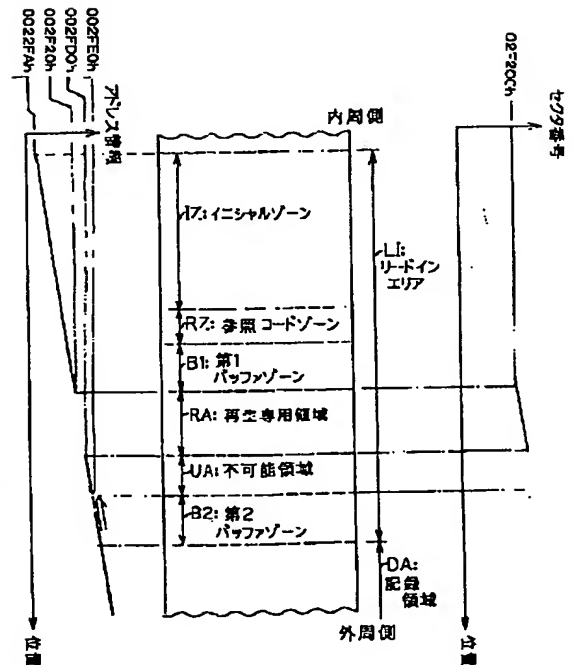 002FE0h
002FD0h
002F20h
0022FAh
アドレス情報
位置
内周側
IZ: イニシャルゾーン
RZ: 参照コードゾーン
B1: 第1
バッファゾーン
RA: 再生専用領域
UA: 不可能領域
B2: 第2
バッファゾーン
LI:
リードイン
エリア
DA:
記録
領域
外周側
02F20Ch
セクタ番号
位置